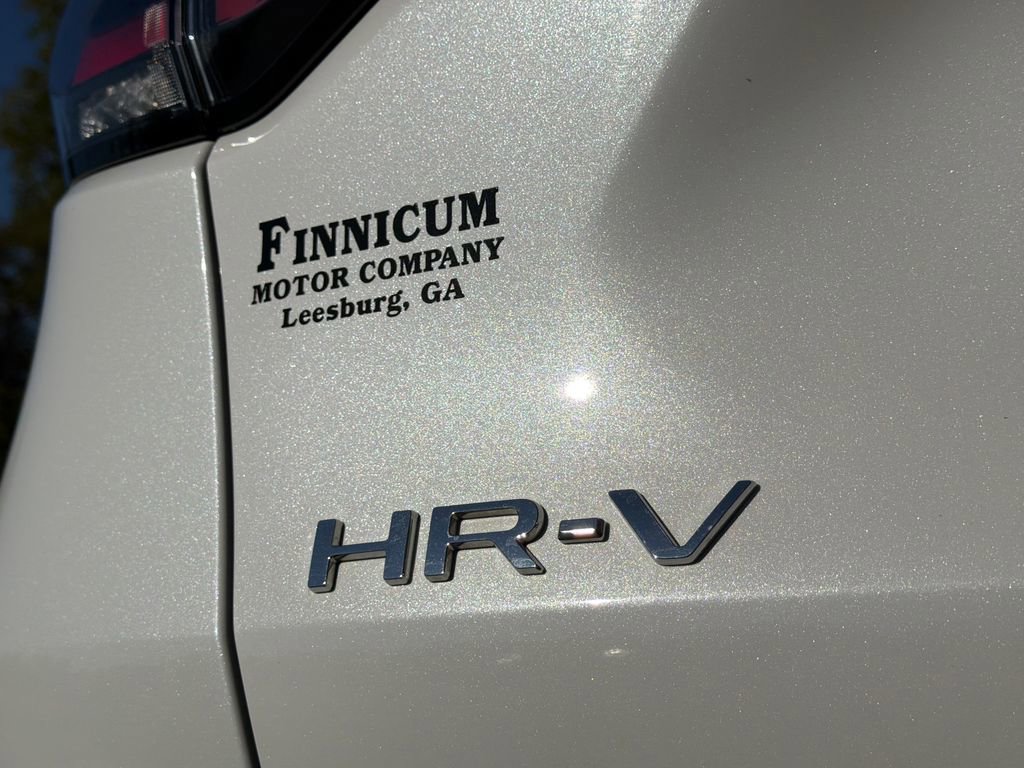 FINNICUM
MOTOR COMPANY
Leesburg, GA
HR-V